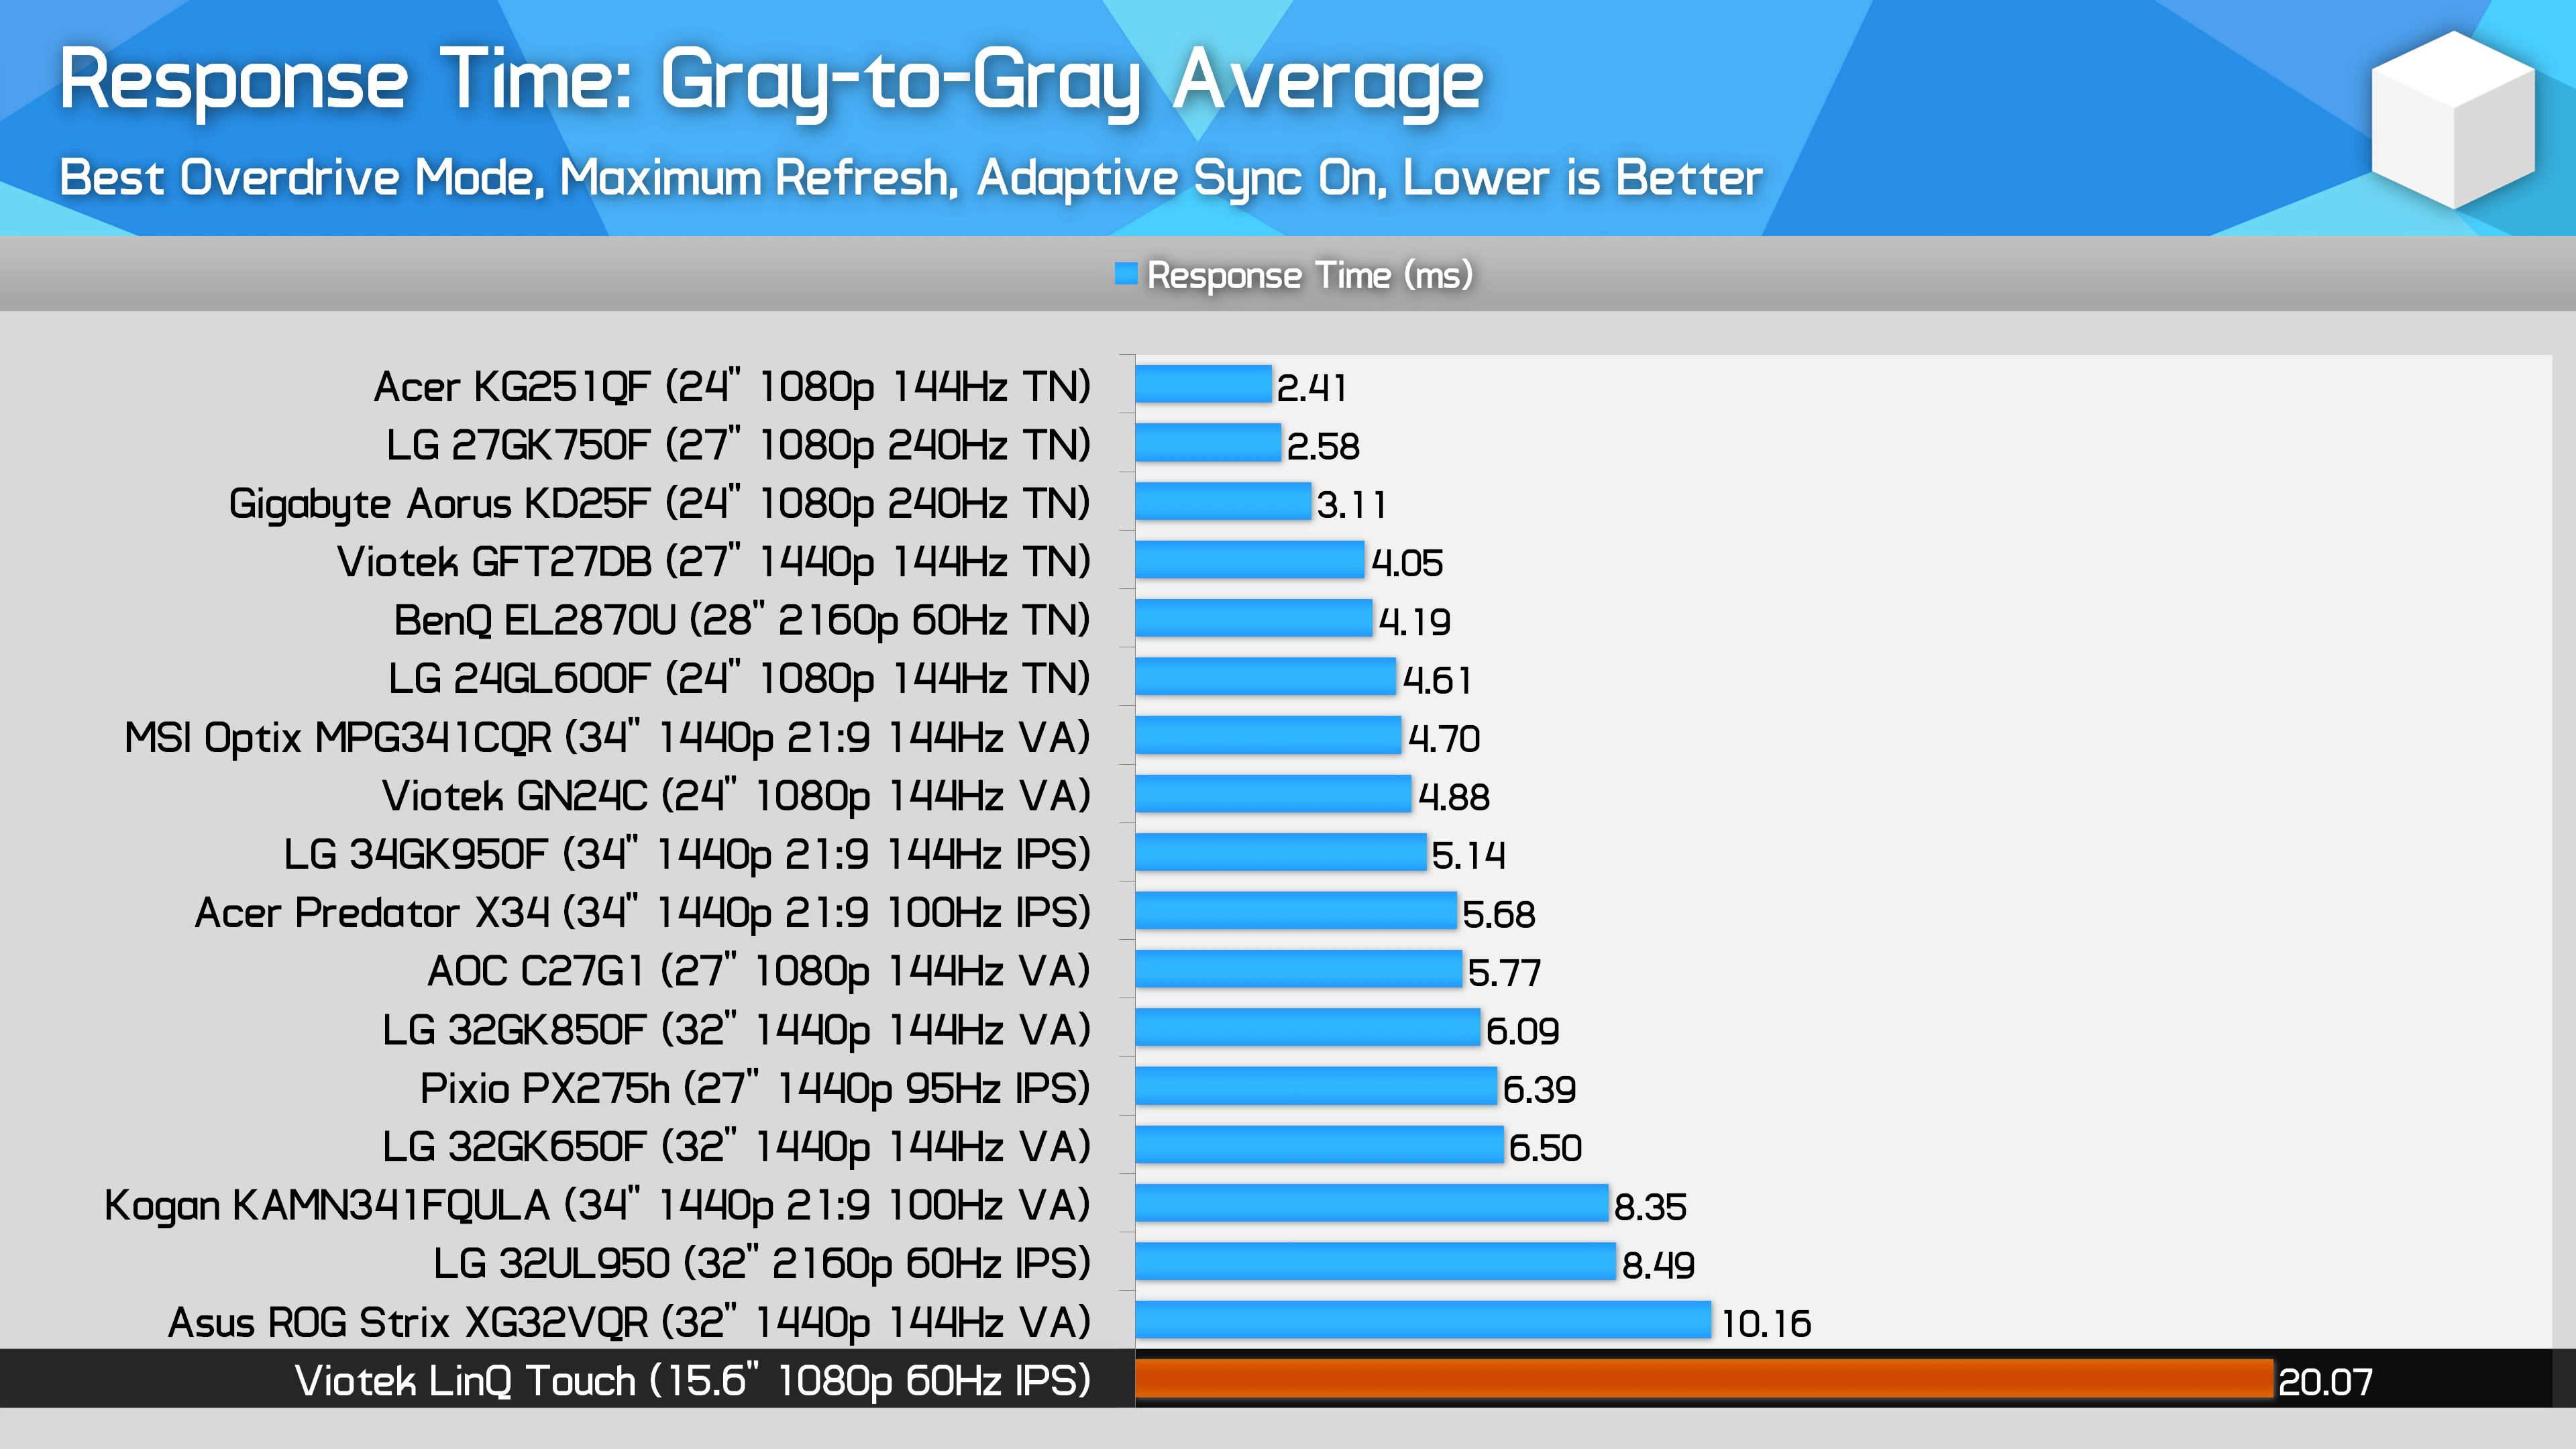 Response Time: Gray-to-Gray Average
Best Overdrive Mode, Maximum Refresh, Adaptive Sync On, Lower is Better
Response Time (ms)
Acer KG251QF (24" 1080p 144Hz TN) 2.41
LG 27GK750F (27" 1080p 240Hz TN) 2.58
Gigabyte Aorus KD25F (24" 1080p 240Hz TN) 3.11
Viotek GFT27DB (27" 1440p 144Hz TN) 4.05
BenQ EL2870U (28" 2160p 60Hz TN) 4.19
LG 24GL600F (24" 1080p 144Hz TN) 4.61
MSI Optix MPG341CQR (34" 1440p 21:9 144Hz VA) 4.70
Viotek GN24C (24" 1080p 144Hz VA) 4.88
LG 34GK950F (34" 1440p 21:9 144Hz IPS) 5.14
Acer Predator X34 (34" 1440p 21:9 100Hz IPS) 5.68
AOC C27G1 (27" 1080p 144Hz VA) 5.77
LG 32GK850F (32" 1440p 144Hz VA) 6.09
Pixio PX275h (27" 1440p 95Hz IPS) 6.39
LG 32GK650F (32" 1440p 144Hz VA) 6.50
Kogan KAMN341FQULA (34" 1440p 21:9 100Hz VA) 8.35
LG 32UL950 (32" 2160p 60Hz IPS) 8.49
Asus ROG Strix XG32VQR (32" 1440p 144Hz VA) 10.16
Viotek LinQ Touch (15.6" 1080p 60Hz IPS) 20.07